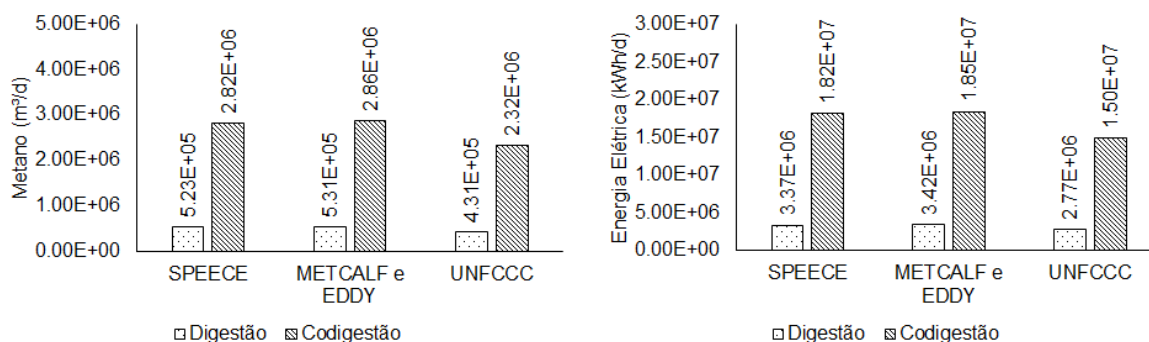 Metano (m³/d)
5.00E+06
4.00E+06
3.00E+06
2.00E+06
1.00E+06
0.00E+00
5.23E+05
2.82E+06
5.31E+05
2.86E+06
4.31E+05
2.32E+06
SPEECE
METCALF e
EDDY
UNFCCC
Digestão
Codigestão
Energia Elétrica (kWh/d)
3.00E+07
2.50E+07
2.00E+07
1.50E+07
1.00E+07
5.00E+06
0.00E+00
3.37E+06
1.82E+07
3.42E+06
1.85E+07
2.77E+06
1.50E+07
SPEECE
METCALF e
EDDY
UNFCCC
Digestão
Codigestão